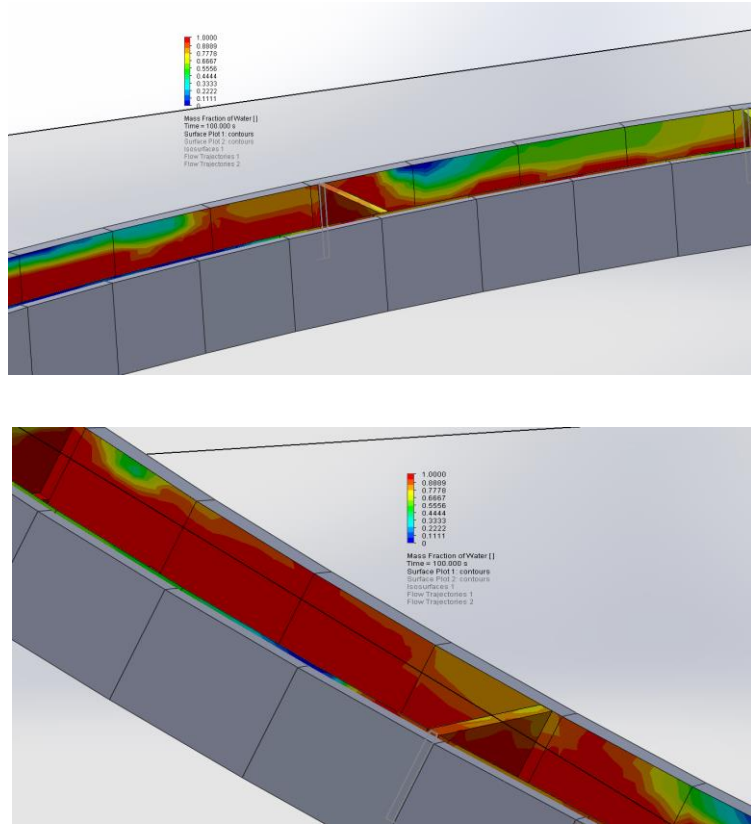 1.0000
0.8889
0.7778
0.6667
0.5556
0.4444
0.3333
0.2222
0.1111
0
Mass Fraction of Water [ ]
Time = 100.000 s
Surface Plot 1: contours
Surface Plot 2: contours
Isosurfaces 1
Flow Trajectories 1
Flow Trajectories 2
1.0000
0.8889
0.7778
0.6667
0.5556
0.4444
0.3333
0.2222
0.1111
0
Mass Fraction of Water [ ]
Time = 100.000 s
Surface Plot 1: contours
Surface Plot 2: contours
Isosurfaces 1
Flow Trajectories 1
Flow Trajectories 2